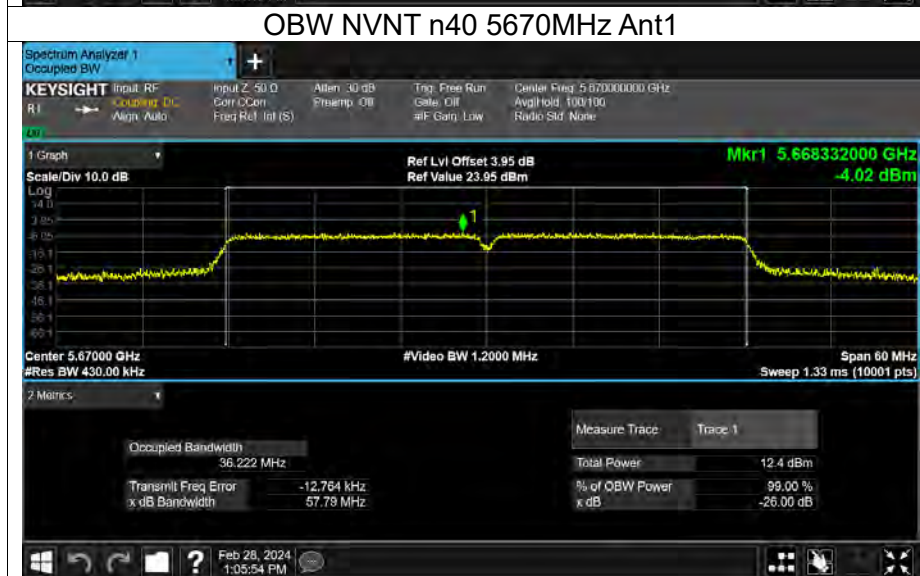 OBW NVNT n40 5670MHz Ant1
Spectrum Analyzer 1
Occupied BW
+
KEYSIGHT Input: RF Input Z: 50 Ω Atten: 30 dB Trig: Free Run Center Freq: 5.670000000 GHz
Coupling: DC Corr CCorr Preamp: Off Gate: Off Avg|Hold: 100/100
Align: Auto Freq Ref: Int (S) #IF Gain: Low Radio Std: None
1 Graph
Ref Lvl Offset 3.95 dB
Mkr1 5.668332000 GHz
Scale/Div 10.0 dB
Ref Value 23.95 dBm
-4.02 dBm
Log
1
Center 5.67000 GHz
#Video BW 1.2000 MHz
Span 60 MHz
#Res BW 430.00 kHz
Sweep 1.33 ms (10001 pts)
2 Metrics
Measure Trace Trace 1
Occupied Bandwidth
36.222 MHz
Total Power 12.4 dBm
Transmit Freq Error -12.764 kHz
% of OBW Power 99.00 %
x dB Bandwidth 57.79 MHz
x dB -26.00 dB
?
Feb 28, 2024
1:05:54 PM